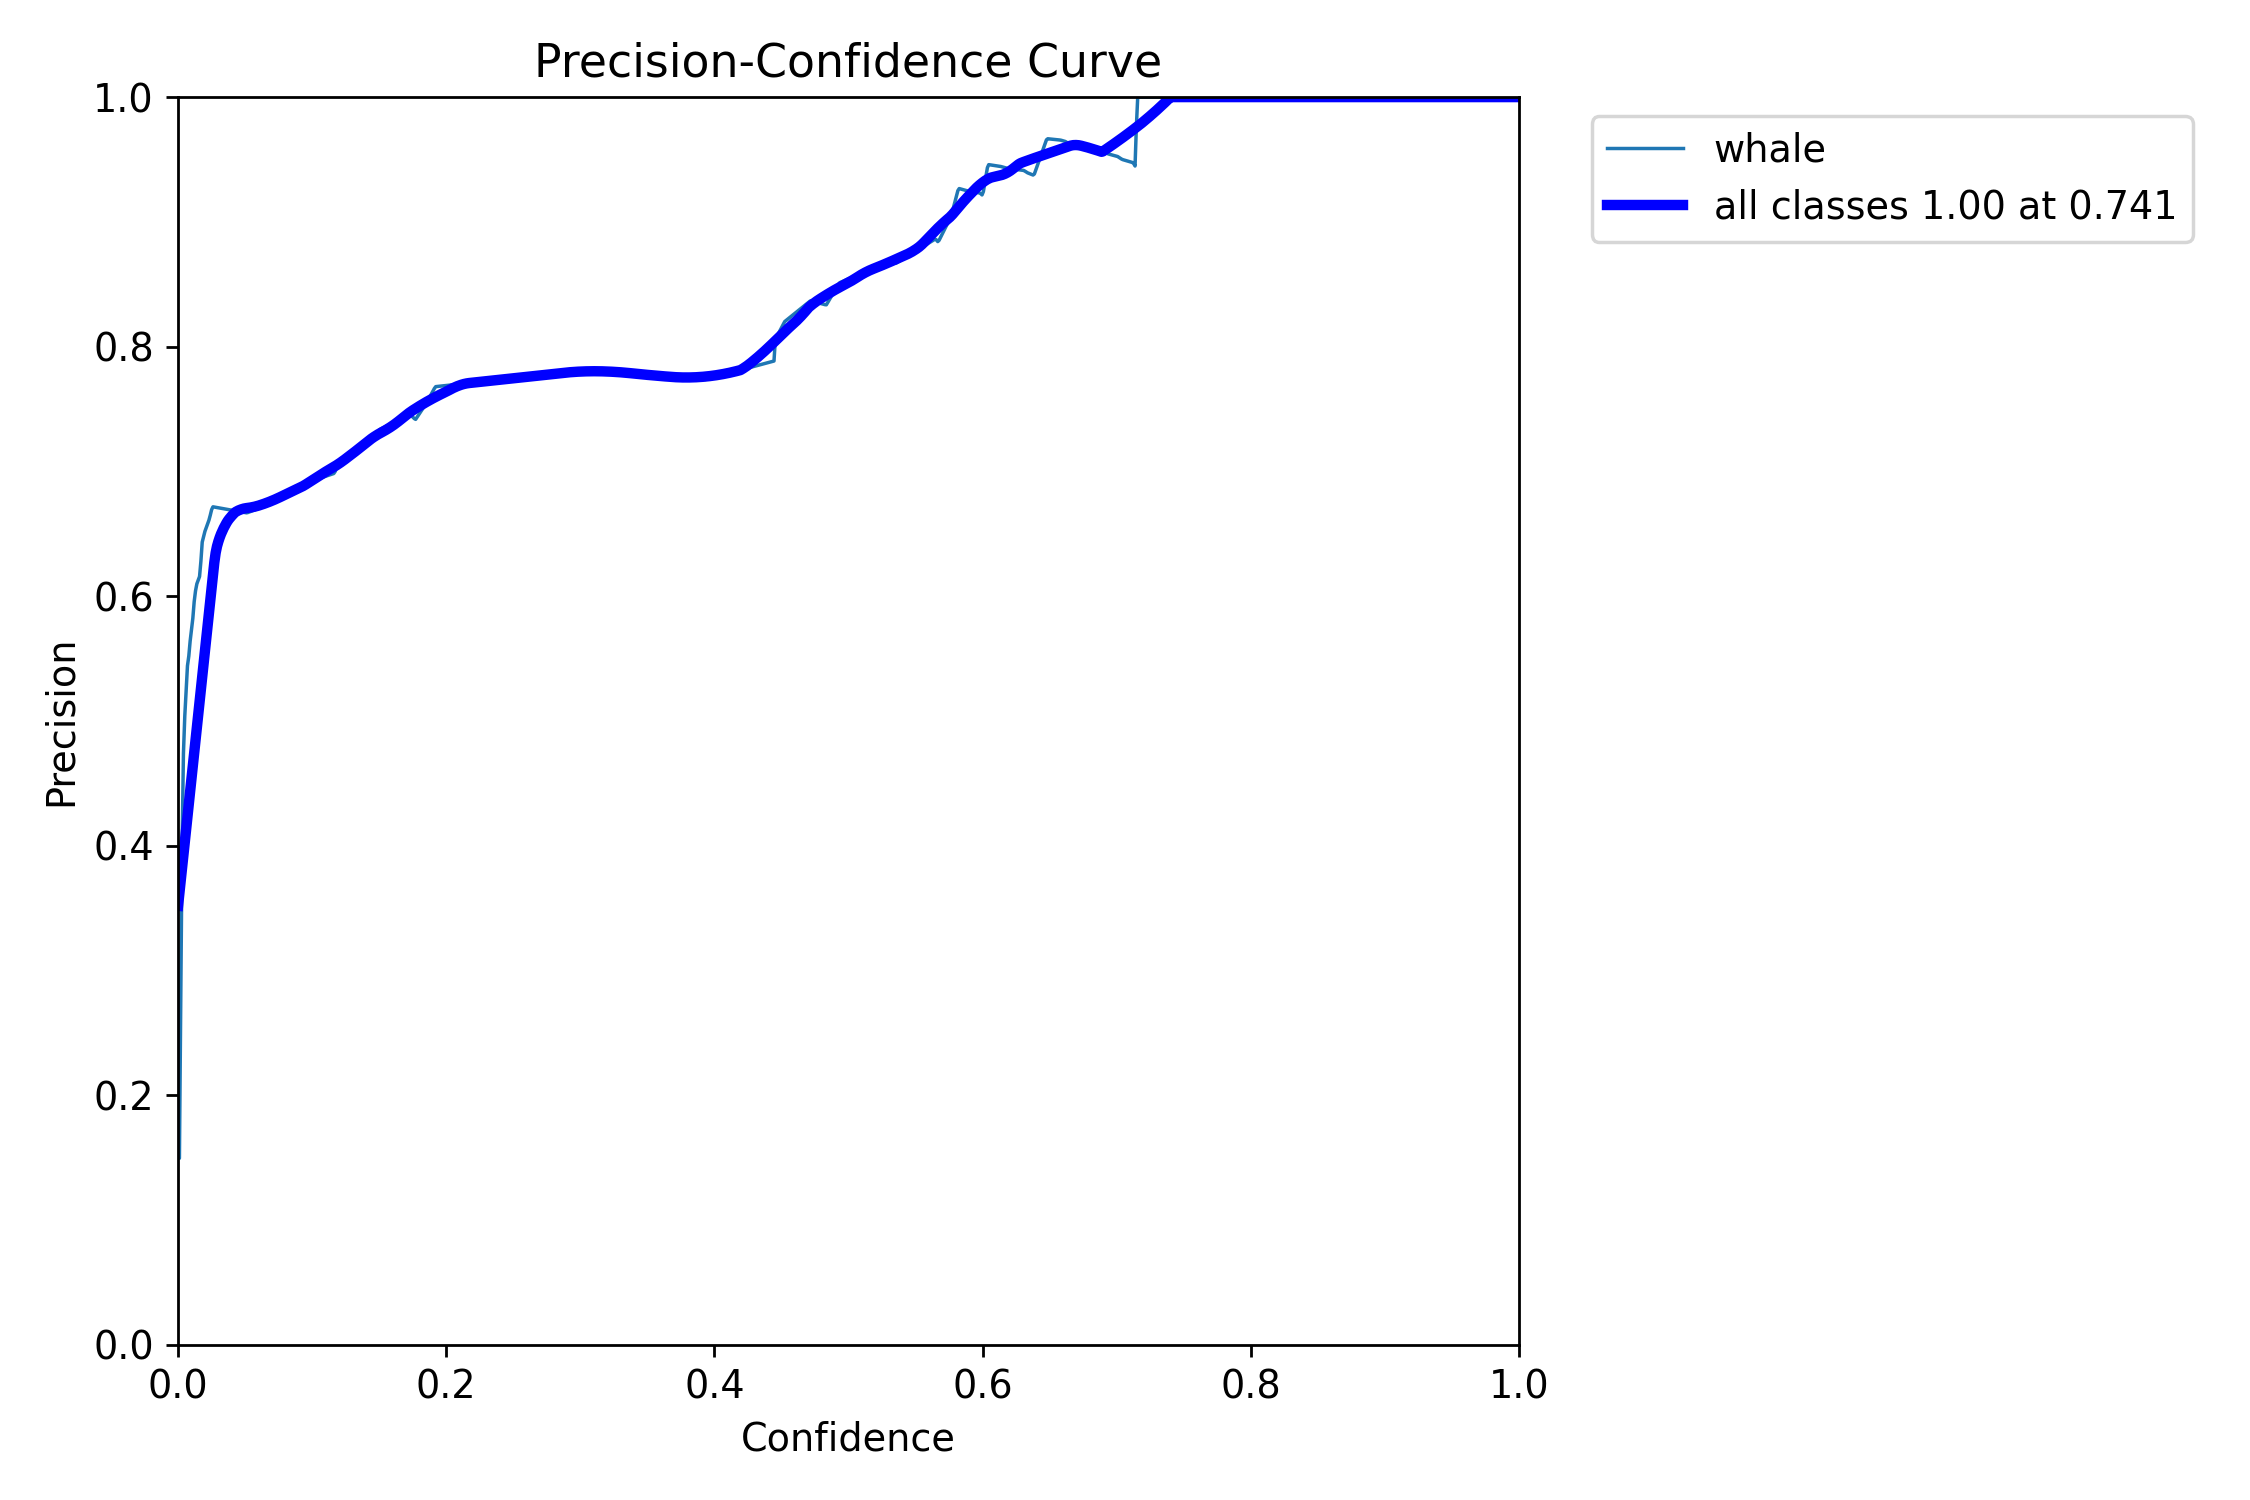 Precision-Confidence Curve
1.0
0.8
0.6
0.4
0.2
0.0
Precision
0.0 0.2 0.4 0.6 0.8 1.0
Confidence
whale
all classes 1.00 at 0.741